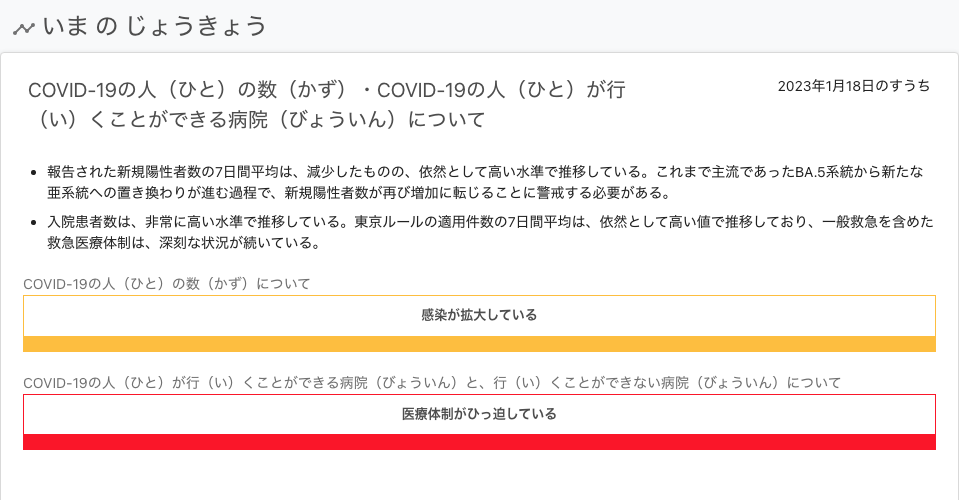 いま の じょうきょう
COVID-19の人（ひと）の数（かず）・COVID-19の人（ひと）が行
（い）くことができる病院（びょういん）について
2023年1月18日のすうち
報告された新規陽性者数の7日間平均は、減少したものの、依然として高い水準で推移している。これまで主流であったBA.5系統から新たな
亜系統への置き換わりが進む過程で、新規陽性者数が再び増加に転じることに警戒する必要がある。
入院患者数は、非常に高い水準で推移している。東京ルールの適用件数の7日間平均は、依然として高い値で推移しており、一般救急を含めた
救急医療体制は、深刻な状況が続いている。
COVID-19の人（ひと）の数（かず）について
感染が拡大している
COVID-19の人（ひと）が行（い）くことができる病院（びょういん）と、行（い）くことができない病院（びょういん）について
医療体制がひっ迫している